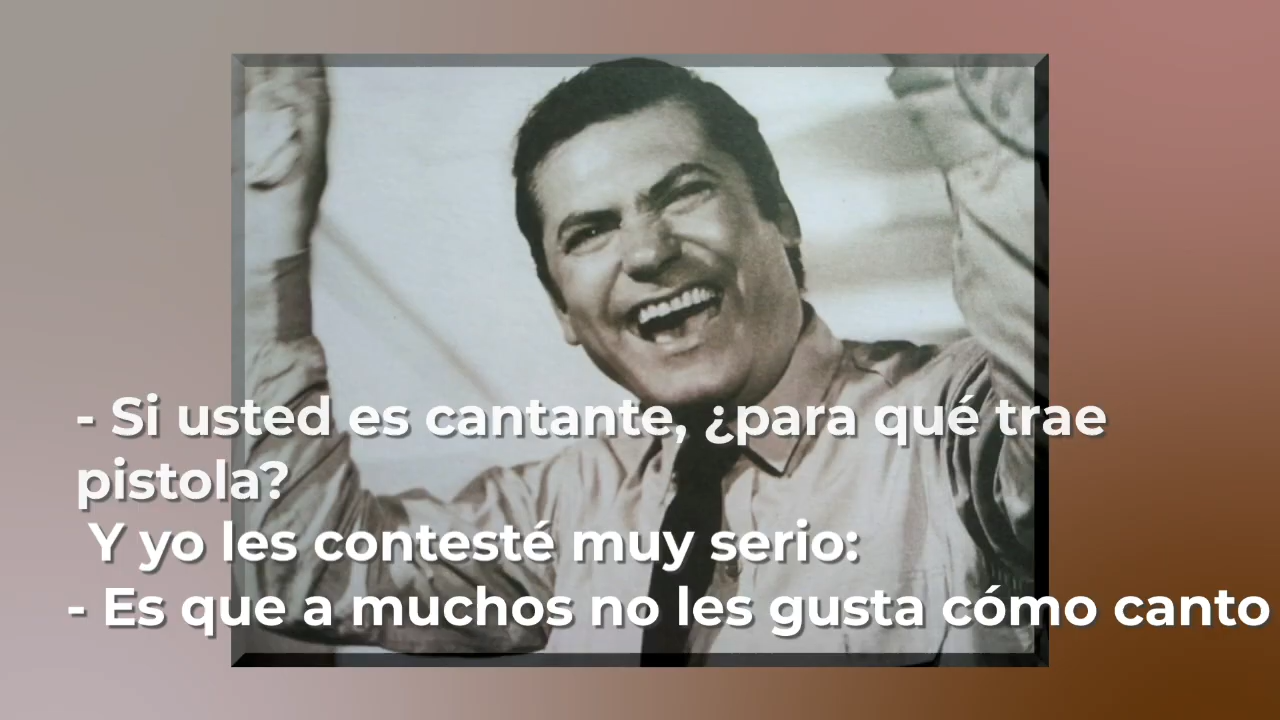 - Si usted es cantante, ¿para qué trae
pistola?
Y yo les contesté muy serio:
- Es que a muchos no les gusta cómo canto